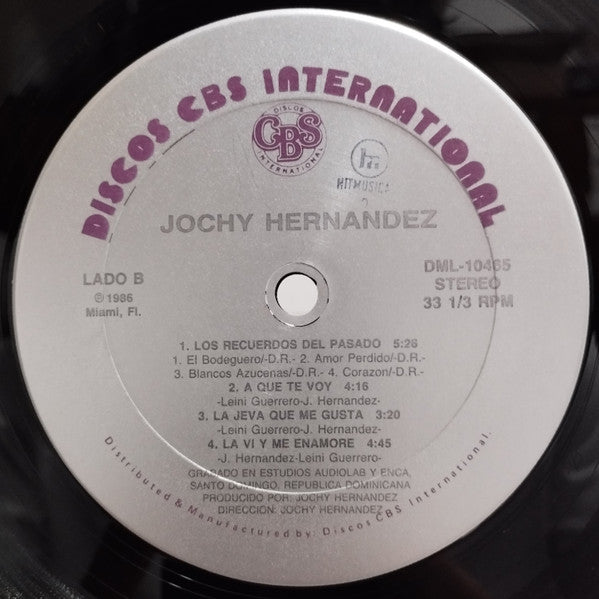 DISCOS CBS INTERNATIONAL
DISCOS
CBS
INTERNATIONAL
m
HITMUSICA
2
JOCHY HERNANDEZ
LADO B
℗ 1986
Miami, Fl.
DML-10465
STEREO
33 1/3 RPM
1. LOS RECUERDOS DEL PASADO 5:26
1. El Bodeguero/-D.R.- 2. Amor Perdido/-D.R.-
3. Blancos Azucenas/-D.R.- 4. Corazon/-D.R.-
2. A QUE TE VOY 4:16
-Leini Guerrero-J. Hernandez-
3. LA JEVA QUE ME GUSTA 3:20
-Leini Guerrero-J. Hernandez-
4. LA VI Y ME ENAMORE 4:45
-J. Hernandez-Leini Guerrero-
GRABADO EN ESTUDIOS AUDIOLAB Y ENCA,
SANTO DOMINGO, REPUBLICA DOMINICANA
PRODUCIDO POR: JOCHY HERNANDEZ
DIRECCION: JOCHY HERNANDEZ
Distributed & Manufactured by: Discos CBS International.